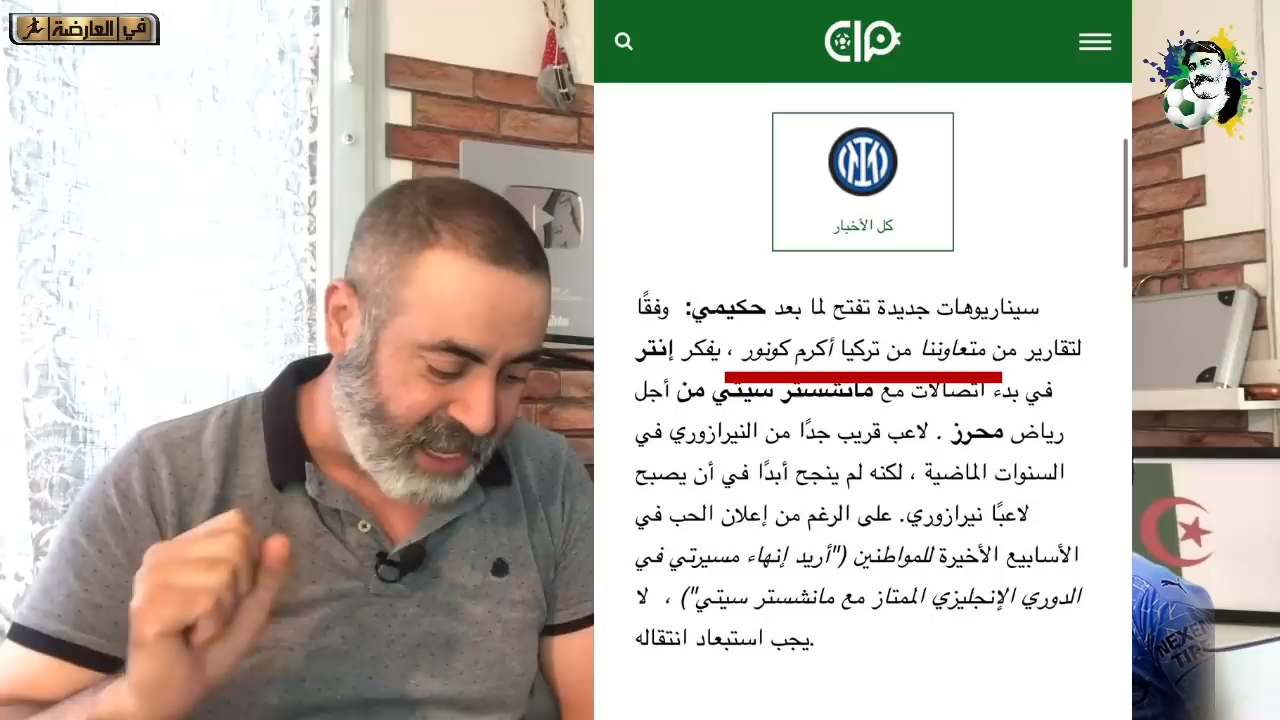 في العارضة
كل الأخبار
سيناريوهات جديدة تفتح لما بعد حكيمي: وفقًا
لتقارير من متعاوننا من تركيا أكرم كونور ، يفكر إنتر
في بدء اتصالات مع مانشستر سيتي من أجل
رياض محرز . لاعب قريب جدًا من النيرازوري في
السنوات الماضية ، لكنه لم ينجح أبدًا في أن يصبح
لاعبًا نيرازوري. على الرغم من إعلان الحب في
الأسابيع الأخيرة للمواطنين ("أريد إنهاء مسيرتي في
الدوري الإنجليزي الممتاز مع مانشستر سيتي") ، لا
يجب استبعاد انتقاله.
NEXEN
TIRE